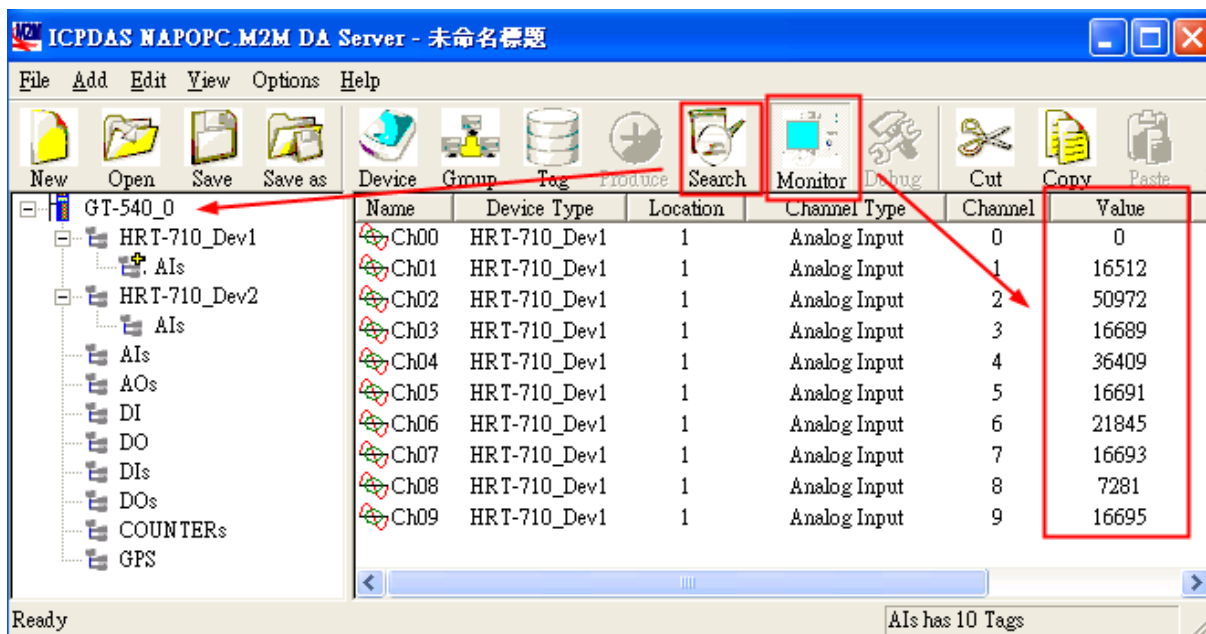 ICPDAS NAPOPC.M2M DA Server - 未命名標題
File Add Edit View Options Help
New Open Save Save as Device Group Tag Produce Search Monitor Debug Cut Copy Paste
GT-540_0
HRT-710_Dev1
AIs
HRT-710_Dev2
AIs
AIs
AOs
DI
DO
DIs
DOs
COUNTERs
GPS
Name Device Type Location Channel Type Channel Value
Ch00 HRT-710_Dev1 1 Analog Input 0 0
Ch01 HRT-710_Dev1 1 Analog Input 1 16512
Ch02 HRT-710_Dev1 1 Analog Input 2 50972
Ch03 HRT-710_Dev1 1 Analog Input 3 16689
Ch04 HRT-710_Dev1 1 Analog Input 4 36409
Ch05 HRT-710_Dev1 1 Analog Input 5 16691
Ch06 HRT-710_Dev1 1 Analog Input 6 21845
Ch07 HRT-710_Dev1 1 Analog Input 7 16693
Ch08 HRT-710_Dev1 1 Analog Input 8 7281
Ch09 HRT-710_Dev1 1 Analog Input 9 16695
Ready AIs has 10 Tags